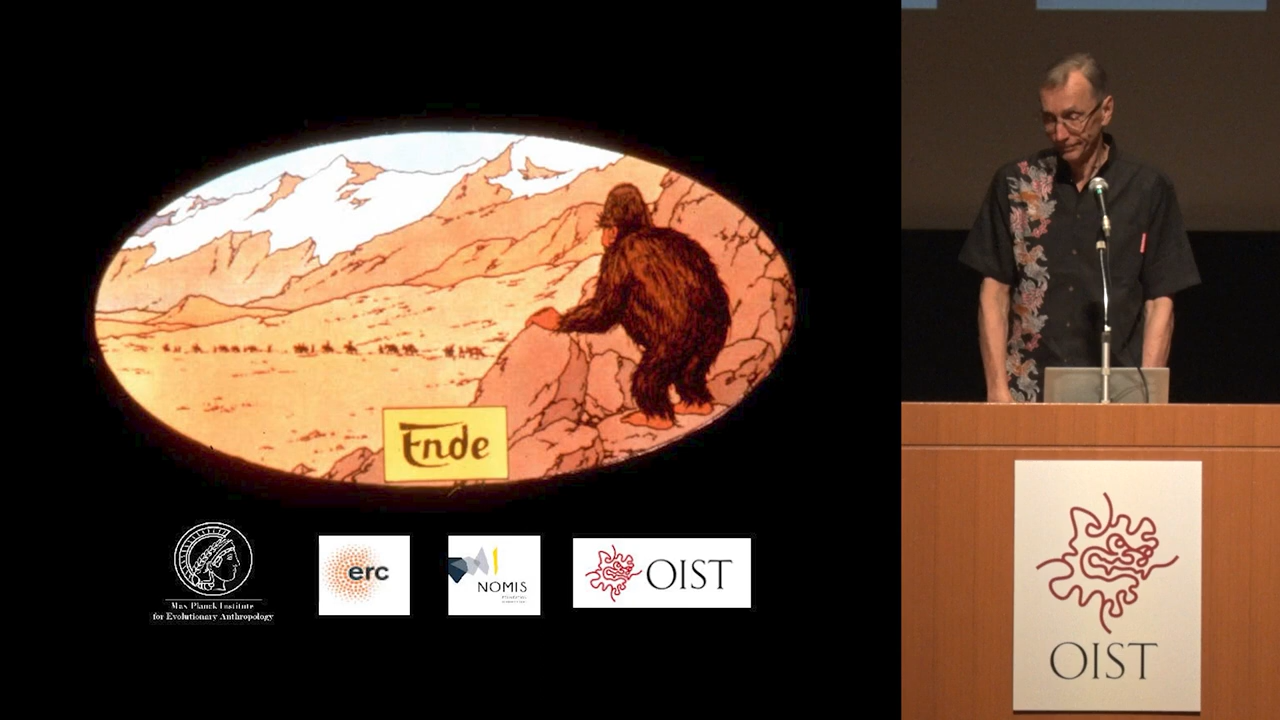 Ende
Max Planck Institute
for Evolutionary Anthropology
erc
NOMIS
OIST
OIST